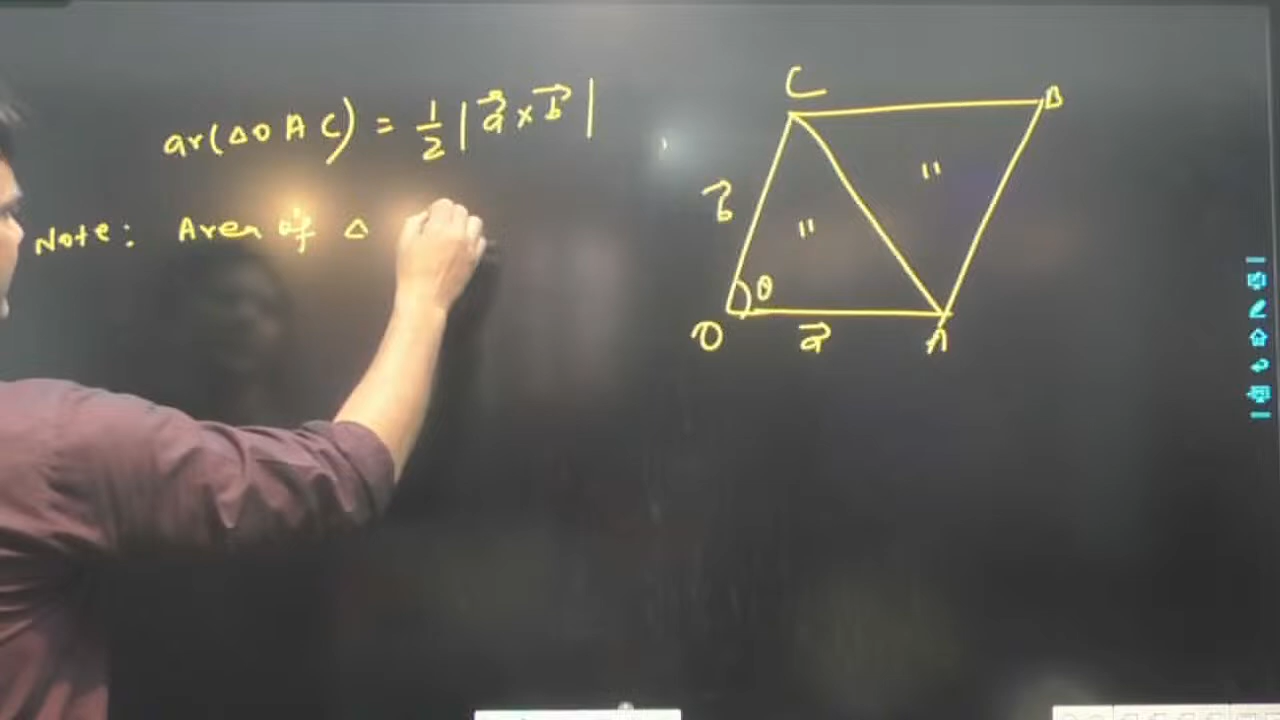 ar(△OAC) = 1/2 |a⃗ × b⃗|
Note: Area of △
C
B
b⃗
"
"
θ
O
a⃗
A